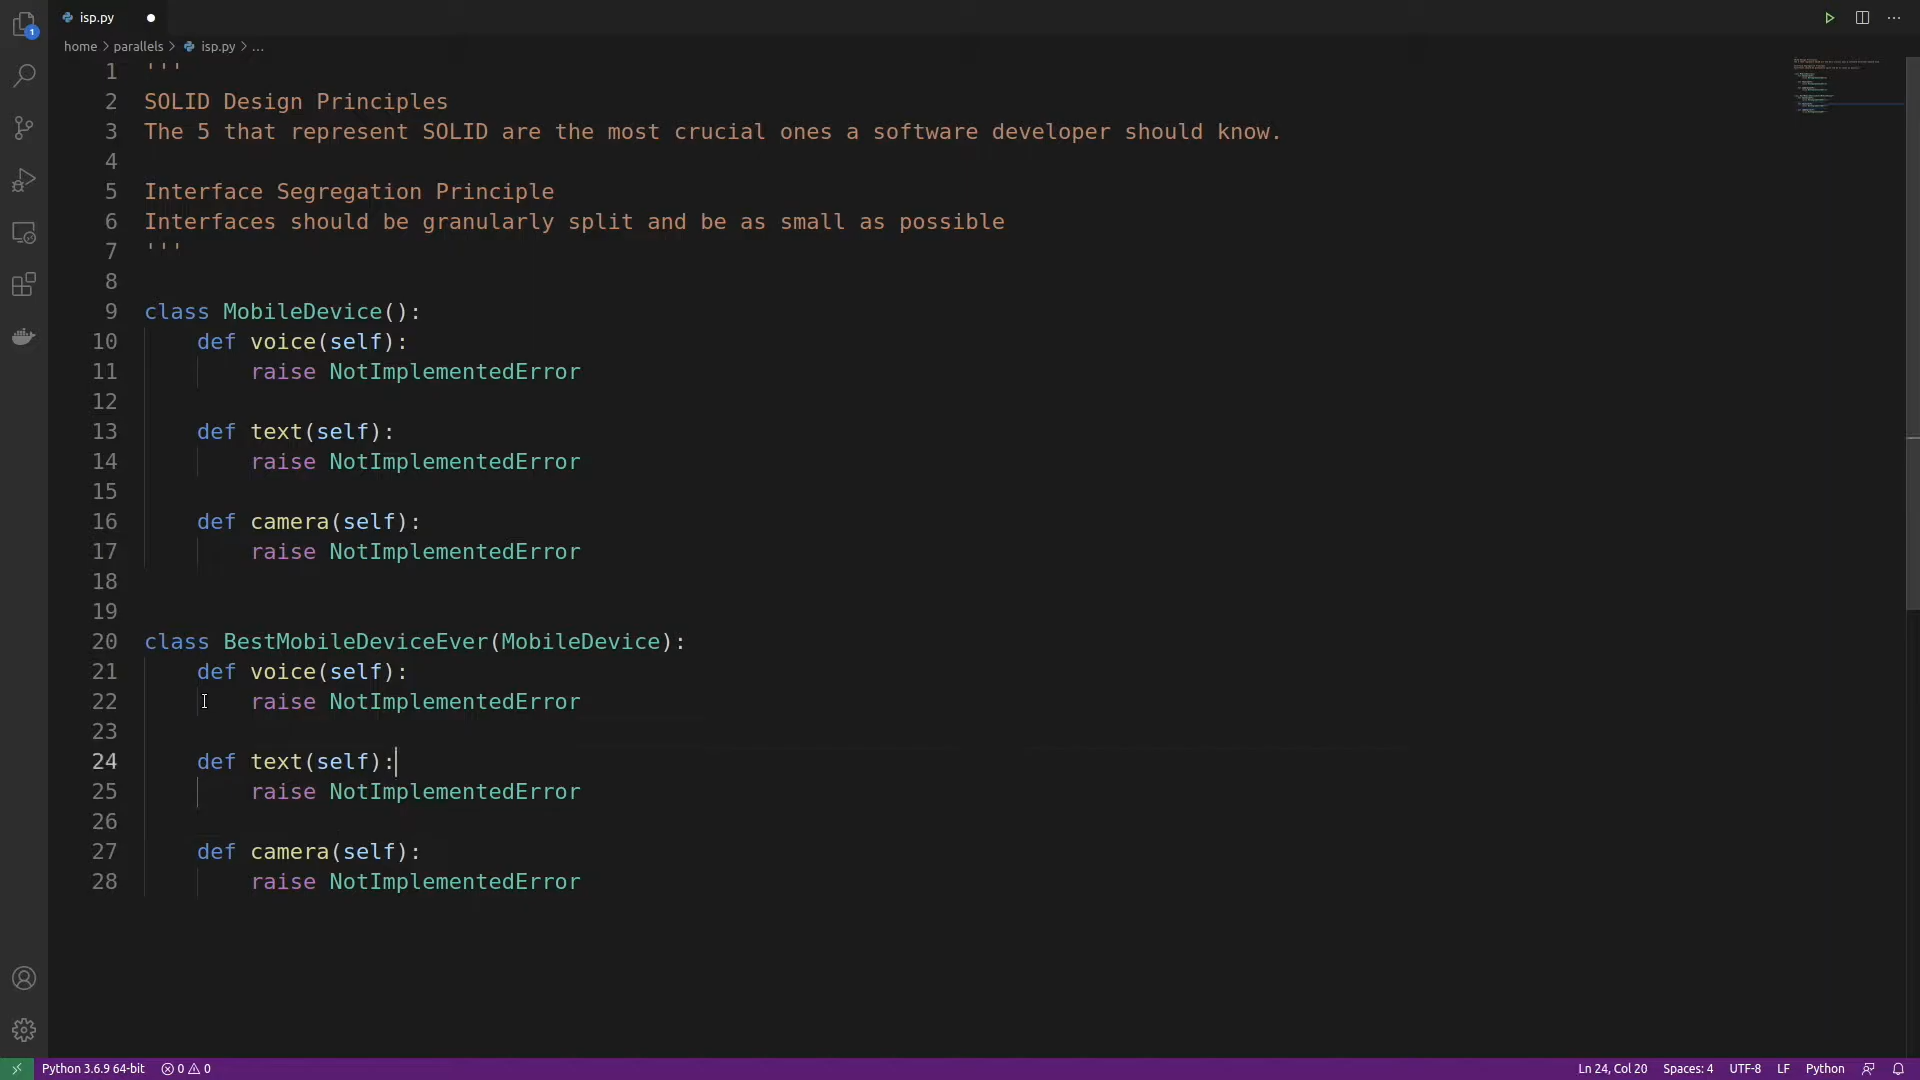 isp.py
home > parallels > isp.py > ...
1 '''
2 SOLID Design Principles
3 The 5 that represent SOLID are the most crucial ones a software developer should know.
4
5 Interface Segregation Principle
6 Interfaces should be granularly split and be as small as possible
7 '''
8
9 class MobileDevice():
10     def voice(self):
11         raise NotImplementedError
12
13     def text(self):
14         raise NotImplementedError
15
16     def camera(self):
17         raise NotImplementedError
18
19
20 class BestMobileDeviceEver(MobileDevice):
21     def voice(self):
22         raise NotImplementedError
23
24     def text(self):
25         raise NotImplementedError
26
27     def camera(self):
28         raise NotImplementedError
1
Python 3.6.9 64-bit 0 0 Ln 24, Col 20 Spaces: 4 UTF-8 LF Python